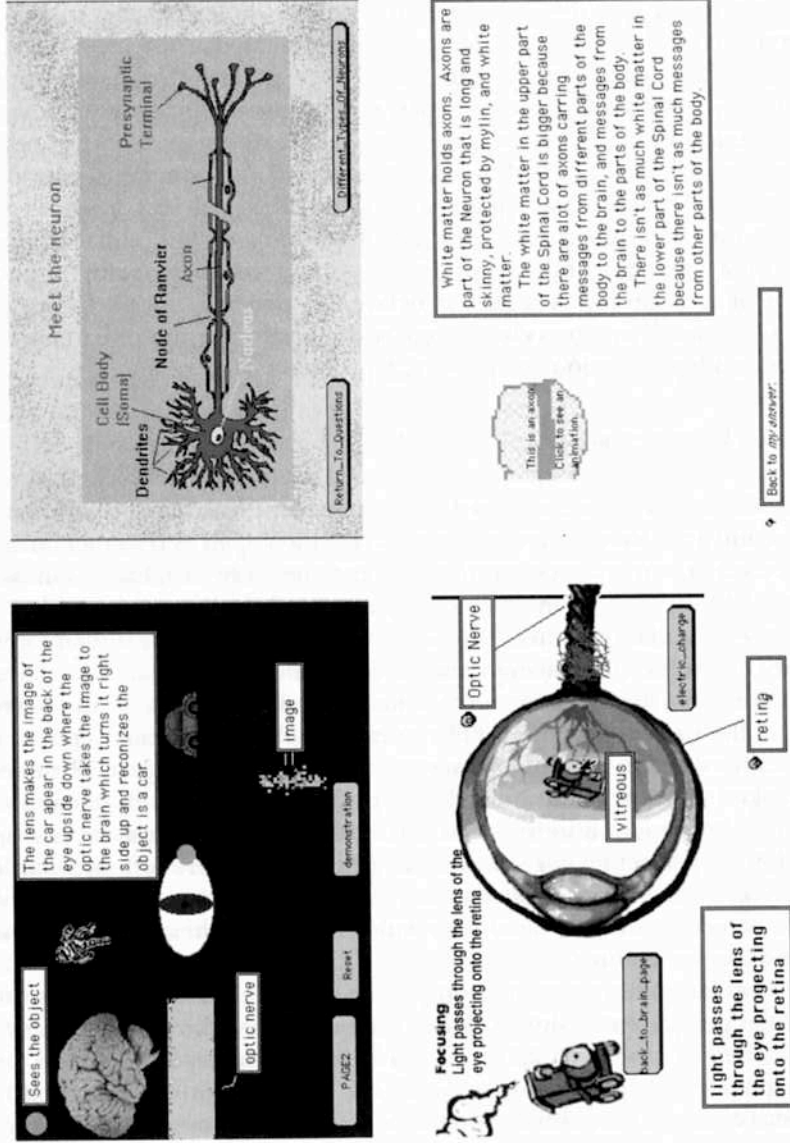 Sees the object
The lens makes the image of
the car apear in the back of the
eye upside down where the
optic nerve takes the image to
the brain which turns it right
side up and reconizes the
object is a car.
optic nerve
image
PAGE2
Reset
demonstration
Meet the neuron
Cell Body
(Soma)
Dendrites
Node of Ranvier
Axon
Nucleus
Presynaptic
Terminal
Return_To_Questions
Different_Types_Of_Neurons
Focusing
Light passes through the lens of the
eye projecting onto the retina
Optic Nerve
vitreous
back_to_brain_page
electric_charge
retina
light passes
through the lens of
the eye progecting
onto the retina
This is an axon
Click to see an
animation.
White matter holds axons. Axons are
part of the Neuron that is long and
skinny, protected by mylin, and white
matter.
The white matter in the upper part
of the Spinal Cord is bigger because
there are alot of axons carring
messages from different parts of the
body to the brain, and messages from
the brain to the parts of the body.
There isn't as much white matter in
the lower part of the Spinal Cord
because there isn't as much messages
from other parts of the body.
Back to my answer.